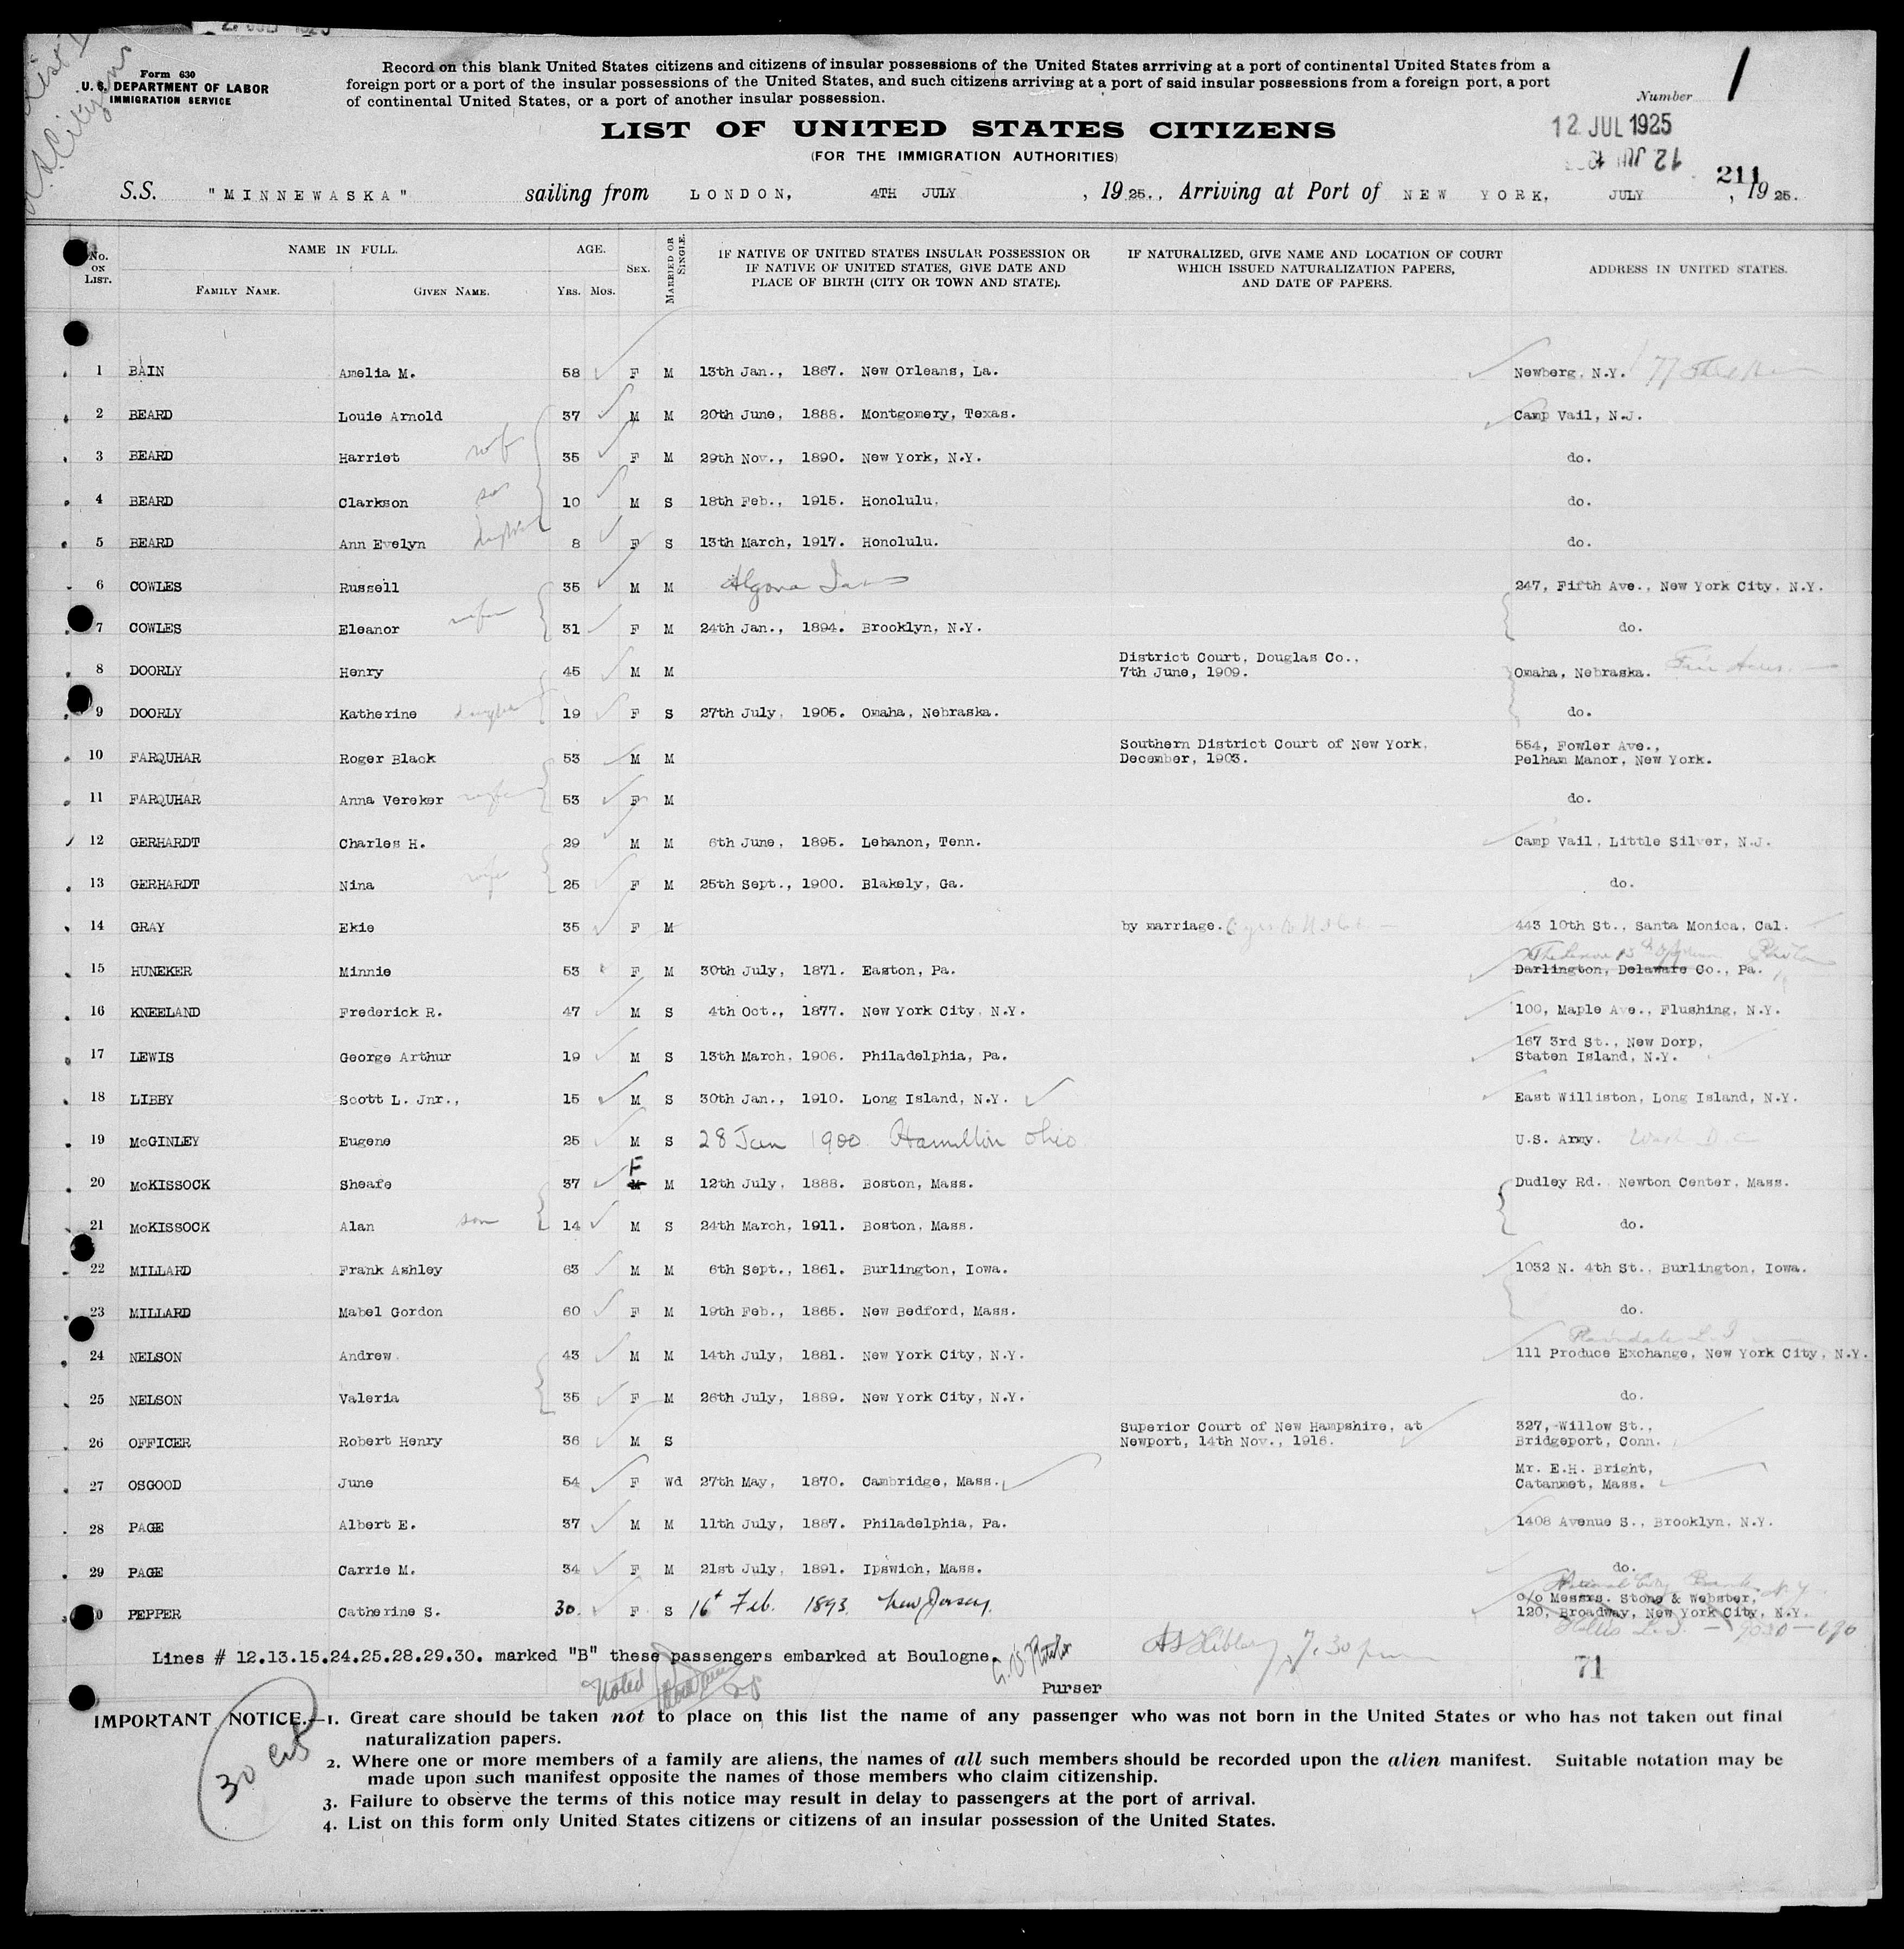 Form 630
U. S. DEPARTMENT OF LABOR
IMMIGRATION SERVICE
Record on this blank United States citizens and citizens of insular possessions of the United States arrriving at a port of continental United States from a
foreign port or a port of the insular possessions of the United States, and such citizens arriving at a port of said insular possessions from a foreign port, a port
of continental United States, or a port of another insular possession.
Number 1
LIST OF UNITED STATES CITIZENS
(FOR THE IMMIGRATION AUTHORITIES)
12 JUL 1925
211
S.S. "MINNEWASKA" sailing from LONDON, 4TH JULY, 1925., Arriving at Port of NEW YORK, JULY, 1925.
No. on List. NAME IN FULL. Family Name. Given Name. AGE. Yrs. Mos. Sex. Married or Single. IF NATIVE OF UNITED STATES INSULAR POSSESSION OR IF NATIVE OF UNITED STATES, GIVE DATE AND PLACE OF BIRTH (CITY OR TOWN AND STATE). IF NATURALIZED, GIVE NAME AND LOCATION OF COURT WHICH ISSUED NATURALIZATION PAPERS, AND DATE OF PAPERS. ADDRESS IN UNITED STATES.
1 BAIN Amelia M. 58 F M 13th Jan., 1867. New Orleans, La. Newberg, N.Y. 77
2 BEARD Louie Arnold 37 M M 20th June, 1888. Montgomery, Texas. Camp Vail, N.J.
3 BEARD Harriet wf 35 F M 29th Nov., 1890. New York, N.Y. do.
4 BEARD Clarkson son 10 M S 18th Feb., 1915. Honolulu. do.
5 BEARD Ann Evelyn daughter 8 F S 13th March, 1917. Honolulu. do.
6 COWLES Russell 35 M M Algona Iowa 247, Fifth Ave., New York City, N.Y.
7 COWLES Eleanor wife 31 F M 24th Jan., 1894. Brooklyn, N.Y. do.
8 DOORLY Henry 45 M M District Court, Douglas Co., 7th June, 1909. Omaha, Nebraska. Fair Acres
9 DOORLY Katherine daughter 19 F S 27th July, 1905. Omaha, Nebraska. do.
10 FARQUHAR Roger Black 53 M M Southern District Court of New York, December, 1903. 554, Fowler Ave., Pelham Manor, New York.
11 FARQUHAR Anna Vereker wife 53 F M do.
12 GERHARDT Charles H. 29 M M 6th June, 1895. Lebanon, Tenn. Camp Vail, Little Silver, N.J.
13 GERHARDT Nina wife 25 F M 25th Sept., 1900. Blakely, Ga. do.
14 GRAY Ekie 35 F M by marriage. 443 10th St., Santa Monica, Cal.
15 HUNEKER Minnie 53 F M 30th July, 1871. Easton, Pa. Darlington, Delaware Co., Pa.
16 KNEELAND Frederick R. 47 M S 4th Oct., 1877. New York City, N.Y. 100, Maple Ave., Flushing, N.Y.
17 LEWIS George Arthur 19 M S 13th March, 1906. Philadelphia, Pa. 167 3rd St., New Dorp, Staten Island, N.Y.
18 LIBBY Scott L. Jnr., 15 M S 30th Jan., 1910. Long Island, N.Y. East Williston, Long Island, N.Y.
19 McGINLEY Eugene 25 M S 28 Jan 1900. Hamilton Ohio U.S. Army. Wash D.C.
20 McKISSOCK Sheafe 37 F M 12th July, 1888. Boston, Mass. Dudley Rd. Newton Center, Mass.
21 McKISSOCK Alan son 14 M S 24th March, 1911. Boston, Mass. do.
22 MILLARD Frank Ashley 63 M M 6th Sept., 1861. Burlington, Iowa. 1032 N. 4th St., Burlington, Iowa.
23 MILLARD Mabel Gordon 60 F M 19th Feb., 1865. New Bedford, Mass. do.
24 NELSON Andrew 43 M M 14th July, 1881. New York City, N.Y. 111 Produce Exchange, New York City, N.Y.
25 NELSON Valeria 35 F M 26th July, 1889. New York City, N.Y. do.
26 OFFICER Robert Henry 36 M S Superior Court of New Hampshire, at Newport, 14th Nov., 1916. 327, Willow St., Bridgeport, Conn.
27 OSGOOD June 54 F Wd 27th May, 1870. Cambridge, Mass. Mr. E.H. Bright, Catanmet, Mass.
28 PAGE Albert E. 37 M M 11th July, 1887. Philadelphia, Pa. 1408 Avenue S., Brooklyn, N.Y.
29 PAGE Carrie M. 34 F M 21st July, 1891. Ipswich, Mass. do.
30 PEPPER Catherine S. 30. F S 16t Feb. 1893. New Jersey. c/o Messrs. Stone & Webster, 120, Broadway, New York City, N.Y.
Lines # 12.13.15.24.25.28.29.30. marked "B" these passengers embarked at Boulogne.
Noted
7.30 pm
71
Purser
30 cits
IMPORTANT NOTICE.—1. Great care should be taken not to place on this list the name of any passenger who was not born in the United States or who has not taken out final
naturalization papers.
2. Where one or more members of a family are aliens, the names of all such members should be recorded upon the alien manifest. Suitable notation may be
made upon such manifest opposite the names of those members who claim citizenship.
3. Failure to observe the terms of this notice may result in delay to passengers at the port of arrival.
4. List on this form only United States citizens or citizens of an insular possession of the United States.